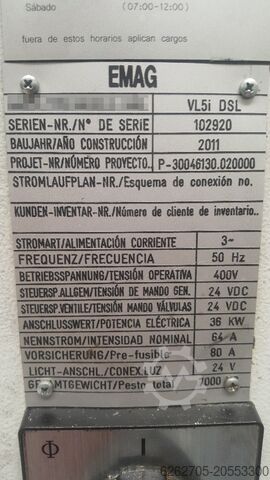 Sábado (07:00-12:00)
fuera de estos horarios aplican cargos
EMAG
VL5i DSL
SERIEN-NR./Nº DE SERIE 102920
BAUJAHR/AÑO CONSTRUCCIÓN 2011
PROJET-NR/NÚMERO PROYECTO.. P-30046130.020000
STROMLAUFPLAN-NR./Esquema de conexión no.
KUNDEN-INVENTAR-NR./Número de cliente de inventario..
STROMART/ALIMENTACIÓN CORRIENTE 3~
FREQUENZ/FRECUENCIA 50 Hz
BETRIEBSSPANNUNG/TENSIÓN OPERATIVA 400V
STEUERSP.ALLGEM/TENSIÓN DE MANDO GEN. 24 VDC
STEUERSP.VENTILE/TENSIÓN MANDO VÁLVULAS 24 VDC
ANSCHLUSSWERT/POTENCIA ELÉCTRICA 36 KW
NENNSTROM/INTENSIDAD NOMINAL 64 A
VORSICHERUNG/Pre-fusible 80 A
LICHT-ANSCHL/CONEX.LUZ 24 V
GESAMTGEWICHT/Peste total 7000
6262705-20553300